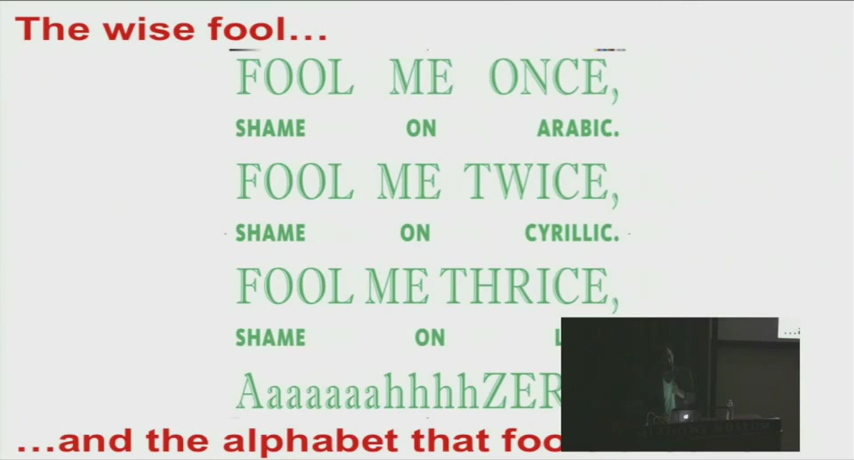 The wise fool...
FOOL ME ONCE,
SHAME ON ARABIC.
FOOL ME TWICE,
SHAME ON CYRILLIC.
FOOL ME THRICE,
SHAME ON
AaaaaaahhhhZER
...and the alphabet that foo